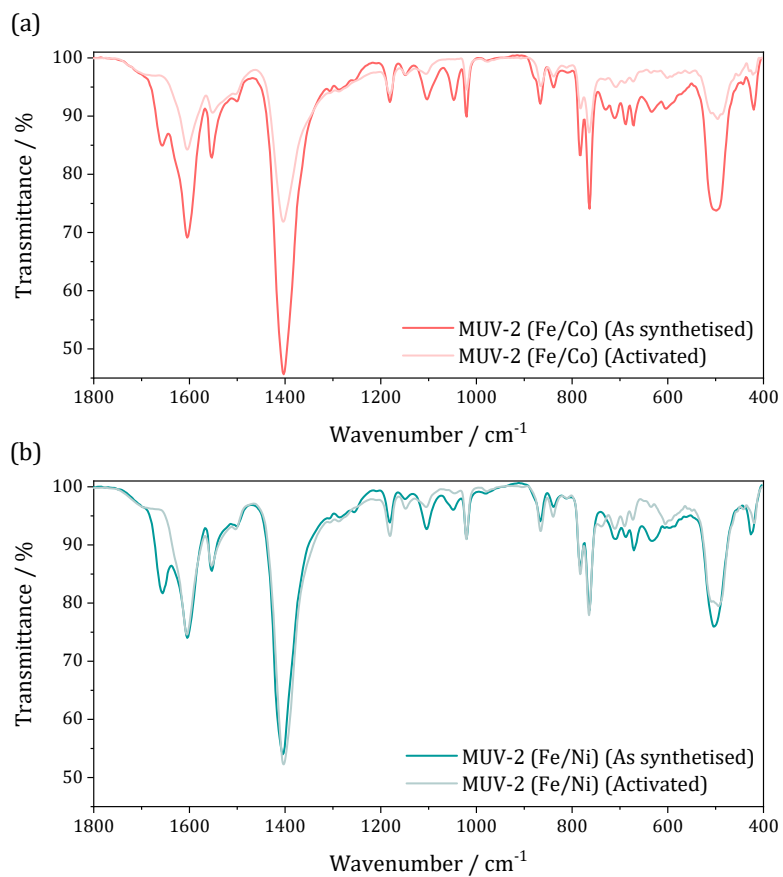 (a)
100
90
80
70
60
50
Transmittance / %
MUV-2 (Fe/Co) (As synthetised)
MUV-2 (Fe/Co) (Activated)
1800 1600 1400 1200 1000 800 600 400
Wavenumber / cm⁻¹
(b)
100
90
80
70
60
50
Transmittance / %
MUV-2 (Fe/Ni) (As synthetised)
MUV-2 (Fe/Ni) (Activated)
1800 1600 1400 1200 1000 800 600 400
Wavenumber / cm⁻¹